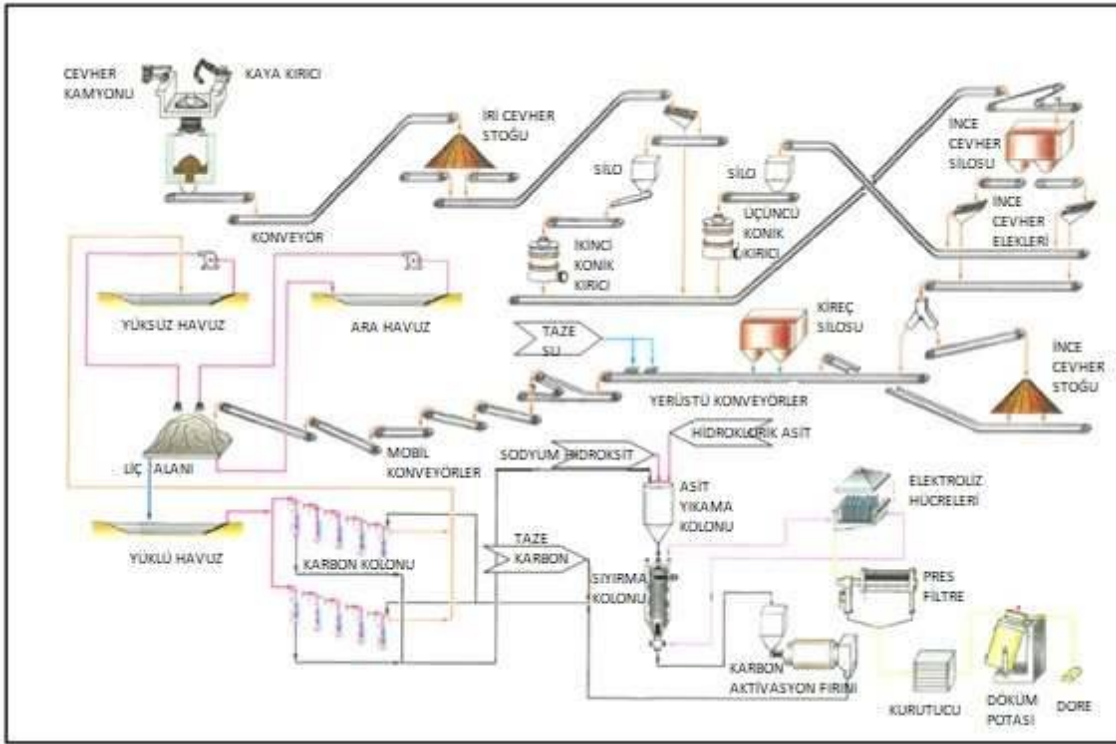 CEVHER
KAMYONU
KAYA KIRICI
İRİ CEVHER
STOĞU
KONVEYÖR
SİLO
İKİNCİ
KONİK
KIRICI
SİLO
ÜÇÜNCÜ
KONİK
KIRICI
İNCE
CEVHER
SİLOSU
İNCE
CEVHER
ELEKLERİ
YÜKSÜZ HAVUZ
ARA HAVUZ
TAZE
SU
KİREÇ
SİLOSU
İNCE
CEVHER
STOĞU
YERÜSTÜ KONVEYÖRLER
LİÇ ALANI
MOBİL
KONVEYÖRLER
HİDROKLORİK ASİT
SODYUM HİDROKSİT
ASİT
YIKAMA
KOLONU
ELEKTROLİZ
HÜCRELERİ
YÜKLÜ HAVUZ
KARBON KOLONU
TAZE
KARBON
SIYIRMA
KOLONU
PRES
FİLTRE
KARBON
AKTİVASYON FIRINI
KURUTUCU
DÖKÜM
POTASI
DORE